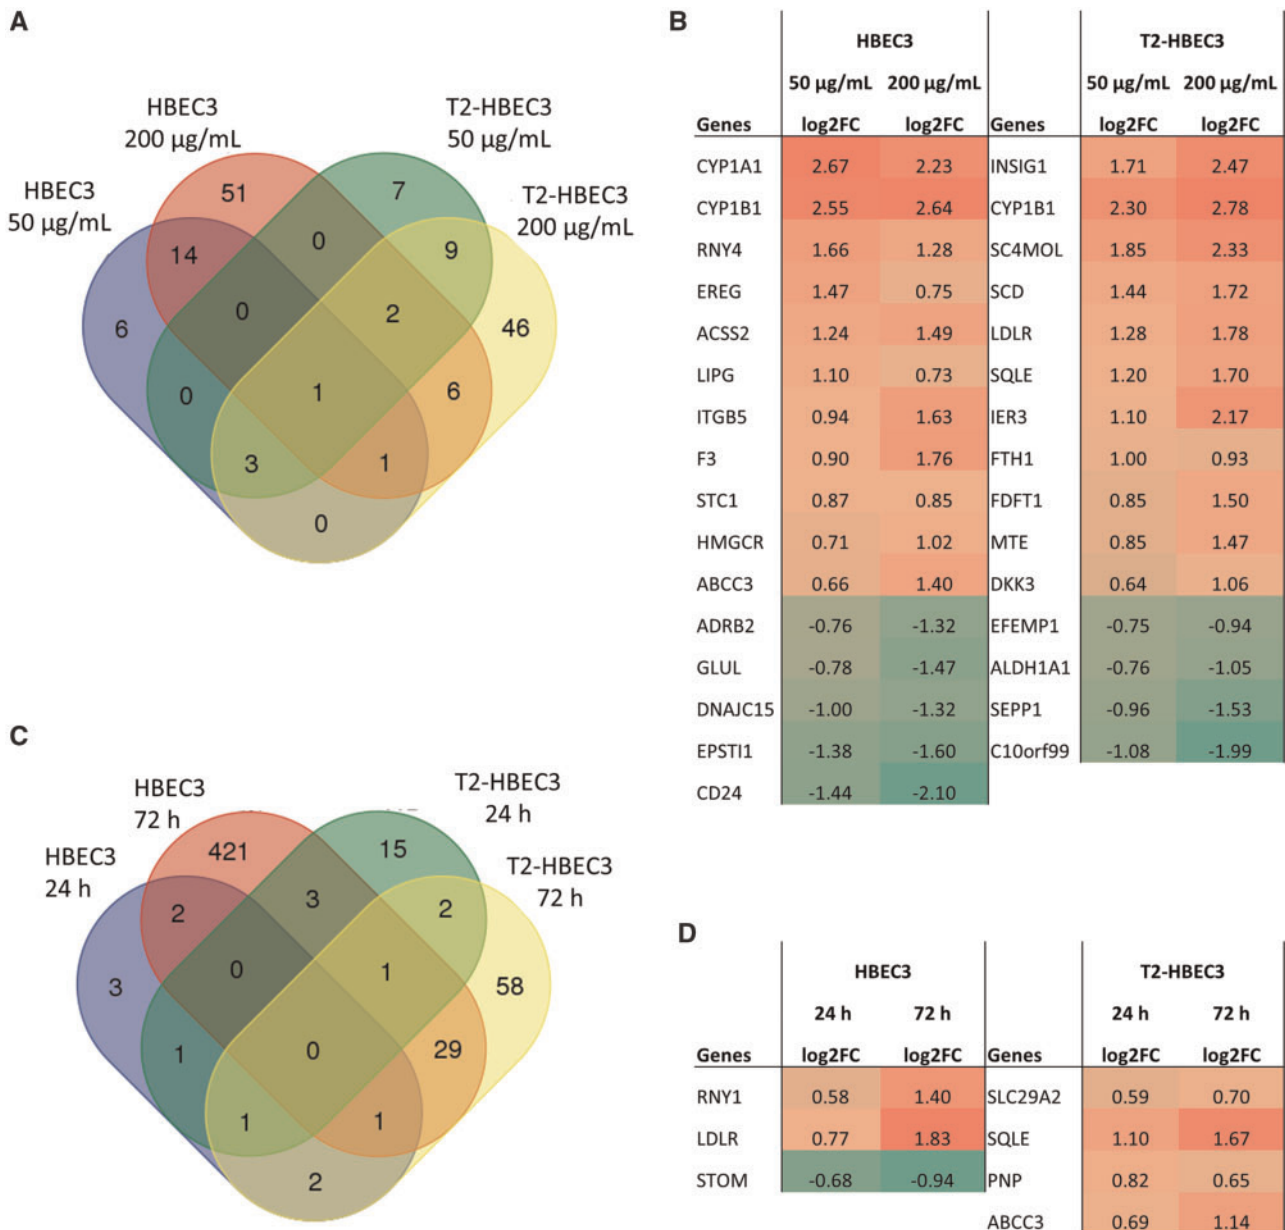 A
HBEC3
200 µg/mL
T2-HBEC3
50 µg/mL
HBEC3
50 µg/mL
T2-HBEC3
200 µg/mL
51
7
14
0
9
6
0
2
46
0
1
6
3
1
0
B
HBEC3 T2-HBEC3
50 µg/mL 200 µg/mL 50 µg/mL 200 µg/mL
Genes log2FC log2FC Genes log2FC log2FC
CYP1A1 2.67 2.23 INSIG1 1.71 2.47
CYP1B1 2.55 2.64 CYP1B1 2.30 2.78
RNY4 1.66 1.28 SC4MOL 1.85 2.33
EREG 1.47 0.75 SCD 1.44 1.72
ACSS2 1.24 1.49 LDLR 1.28 1.78
LIPG 1.10 0.73 SQLE 1.20 1.70
ITGB5 0.94 1.63 IER3 1.10 2.17
F3 0.90 1.76 FTH1 1.00 0.93
STC1 0.87 0.85 FDFT1 0.85 1.50
HMGCR 0.71 1.02 MTE 0.85 1.47
ABCC3 0.66 1.40 DKK3 0.64 1.06
ADRB2 -0.76 -1.32 EFEMP1 -0.75 -0.94
GLUL -0.78 -1.47 ALDH1A1 -0.76 -1.05
DNAJC15 -1.00 -1.32 SEPP1 -0.96 -1.53
EPSTI1 -1.38 -1.60 C10orf99 -1.08 -1.99
CD24 -1.44 -2.10
C
HBEC3
72 h
T2-HBEC3
24 h
HBEC3
24 h
T2-HBEC3
72 h
421
15
2
3
2
3
0
1
58
1
0
29
1
1
2
D
HBEC3 T2-HBEC3
24 h 72 h 24 h 72 h
Genes log2FC log2FC Genes log2FC log2FC
RNY1 0.58 1.40 SLC29A2 0.59 0.70
LDLR 0.77 1.83 SQLE 1.10 1.67
STOM -0.68 -0.94 PNP 0.82 0.65
ABCC3 0.69 1.14